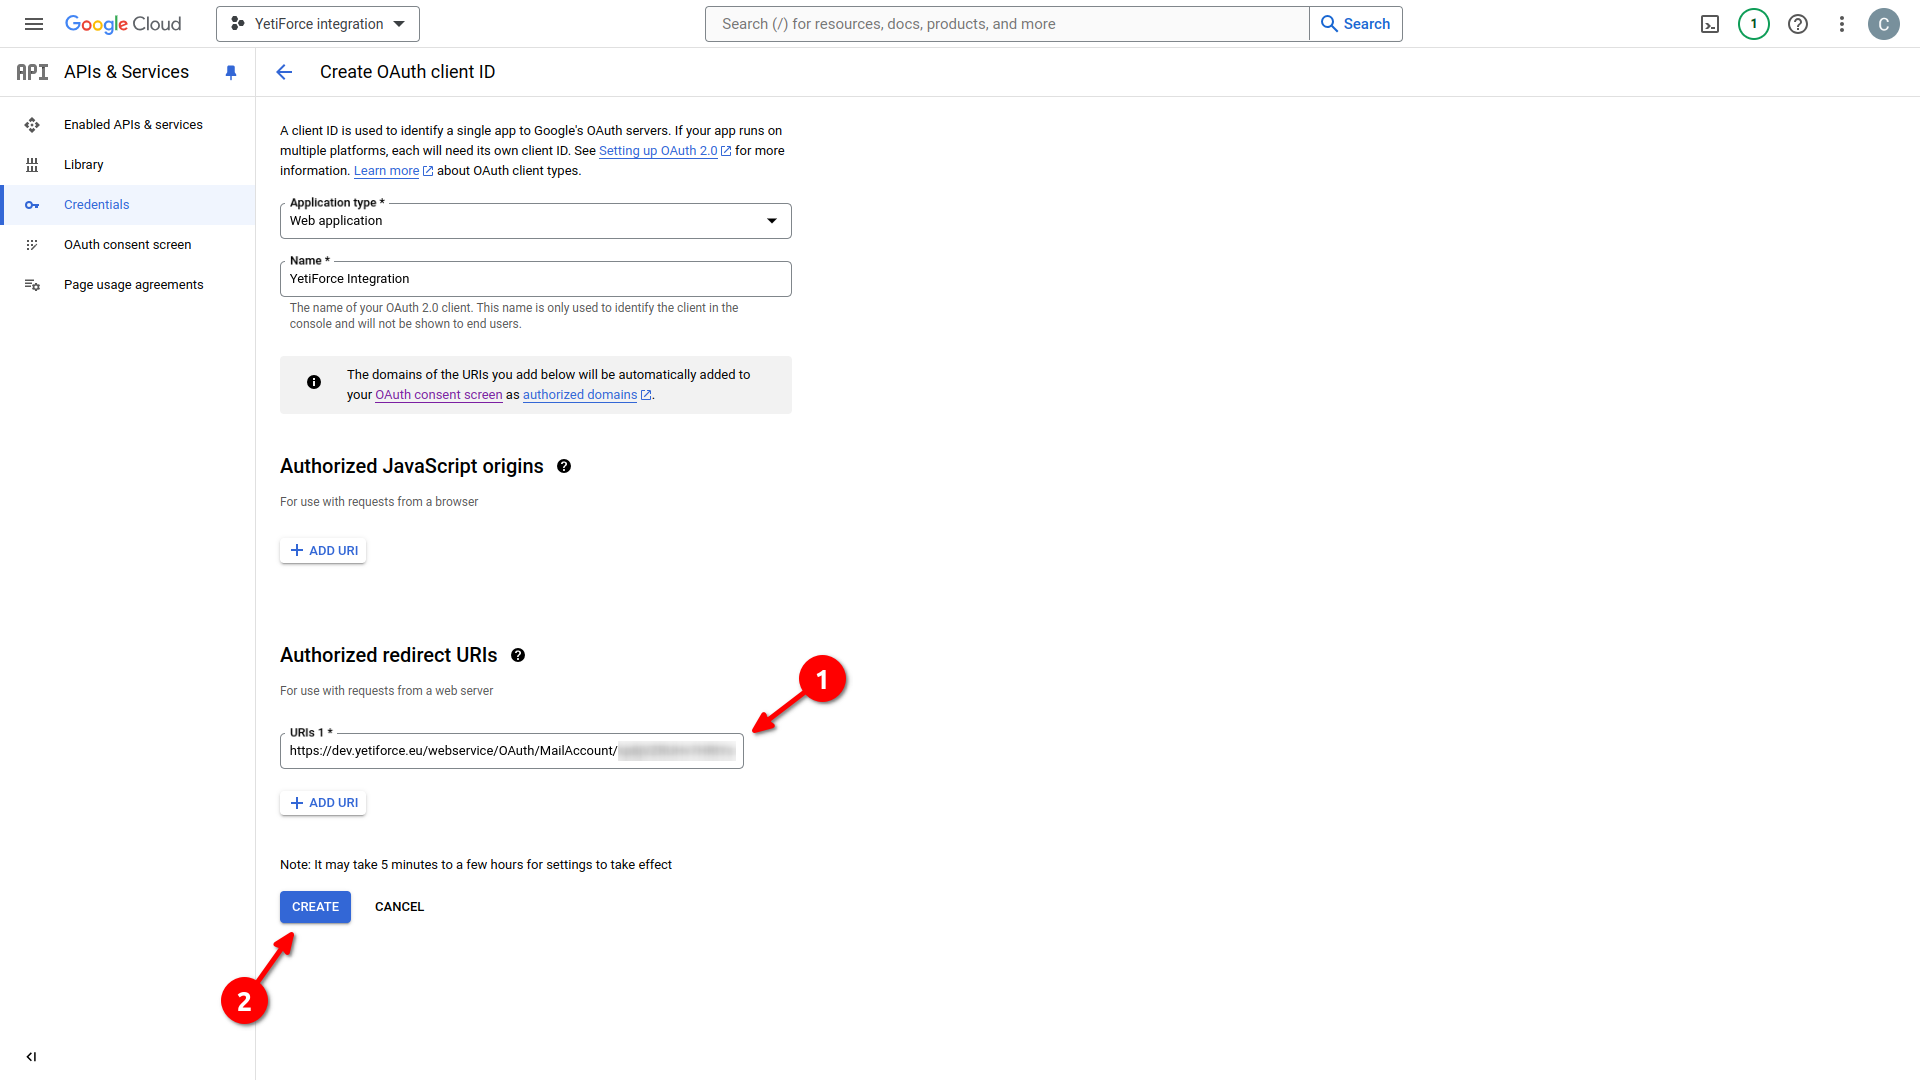 Google Cloud
YetiForce integration
Search (/) for resources, docs, products, and more
Search
1
C
API
APIs & Services
Create OAuth client ID
Enabled APIs & services
Library
Credentials
OAuth consent screen
Page usage agreements
A client ID is used to identify a single app to Google's OAuth servers. If your app runs on
multiple platforms, each will need its own client ID. See Setting up OAuth 2.0 for more
information. Learn more about OAuth client types.
Application type *
Web application
Name *
YetiForce Integration
The name of your OAuth 2.0 client. This name is only used to identify the client in the
console and will not be shown to end users.
The domains of the URIs you add below will be automatically added to
your OAuth consent screen as authorized domains.
Authorized JavaScript origins
For use with requests from a browser
ADD URI
Authorized redirect URIs
For use with requests from a web server
1
URIs 1 *
https://dev.yetiforce.eu/webservice/OAuth/MailAccount/
ADD URI
Note: It may take 5 minutes to a few hours for settings to take effect
CREATE
CANCEL
2